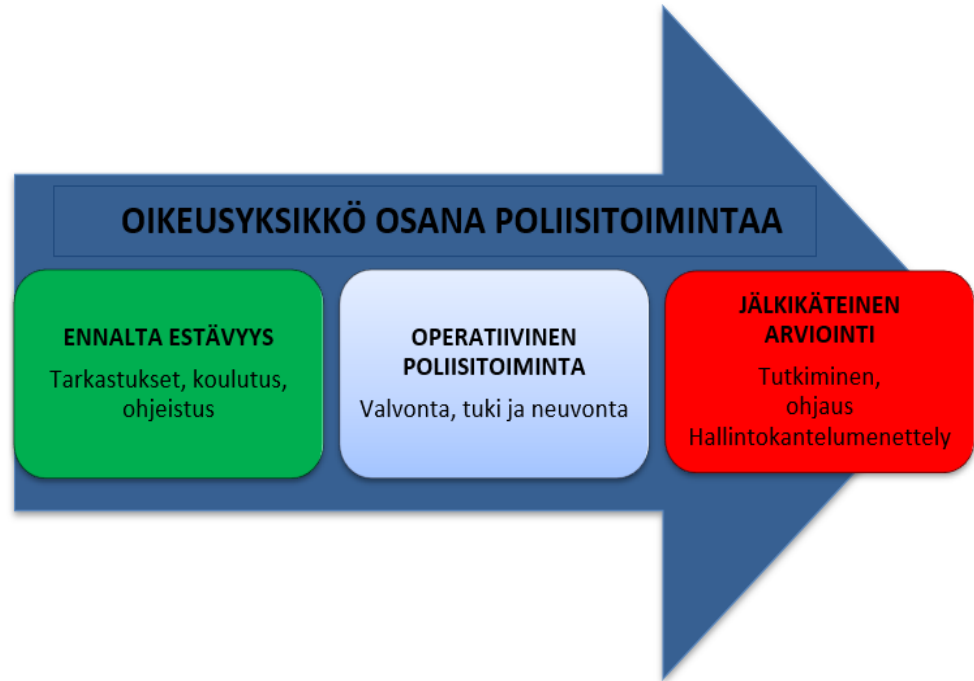 OIKEUSYKSIKKÖ OSANA POLIISITOIMINTAA
ENNALTA ESTÄVYYS
Tarkastukset, koulutus,
ohjeistus
OPERATIIVINEN
POLIISITOIMINTA
Valvonta, tuki ja neuvonta
JÄLKIKÄTEINEN
ARVIOINTI
Tutkiminen,
ohjaus
Hallintokantelumenettely